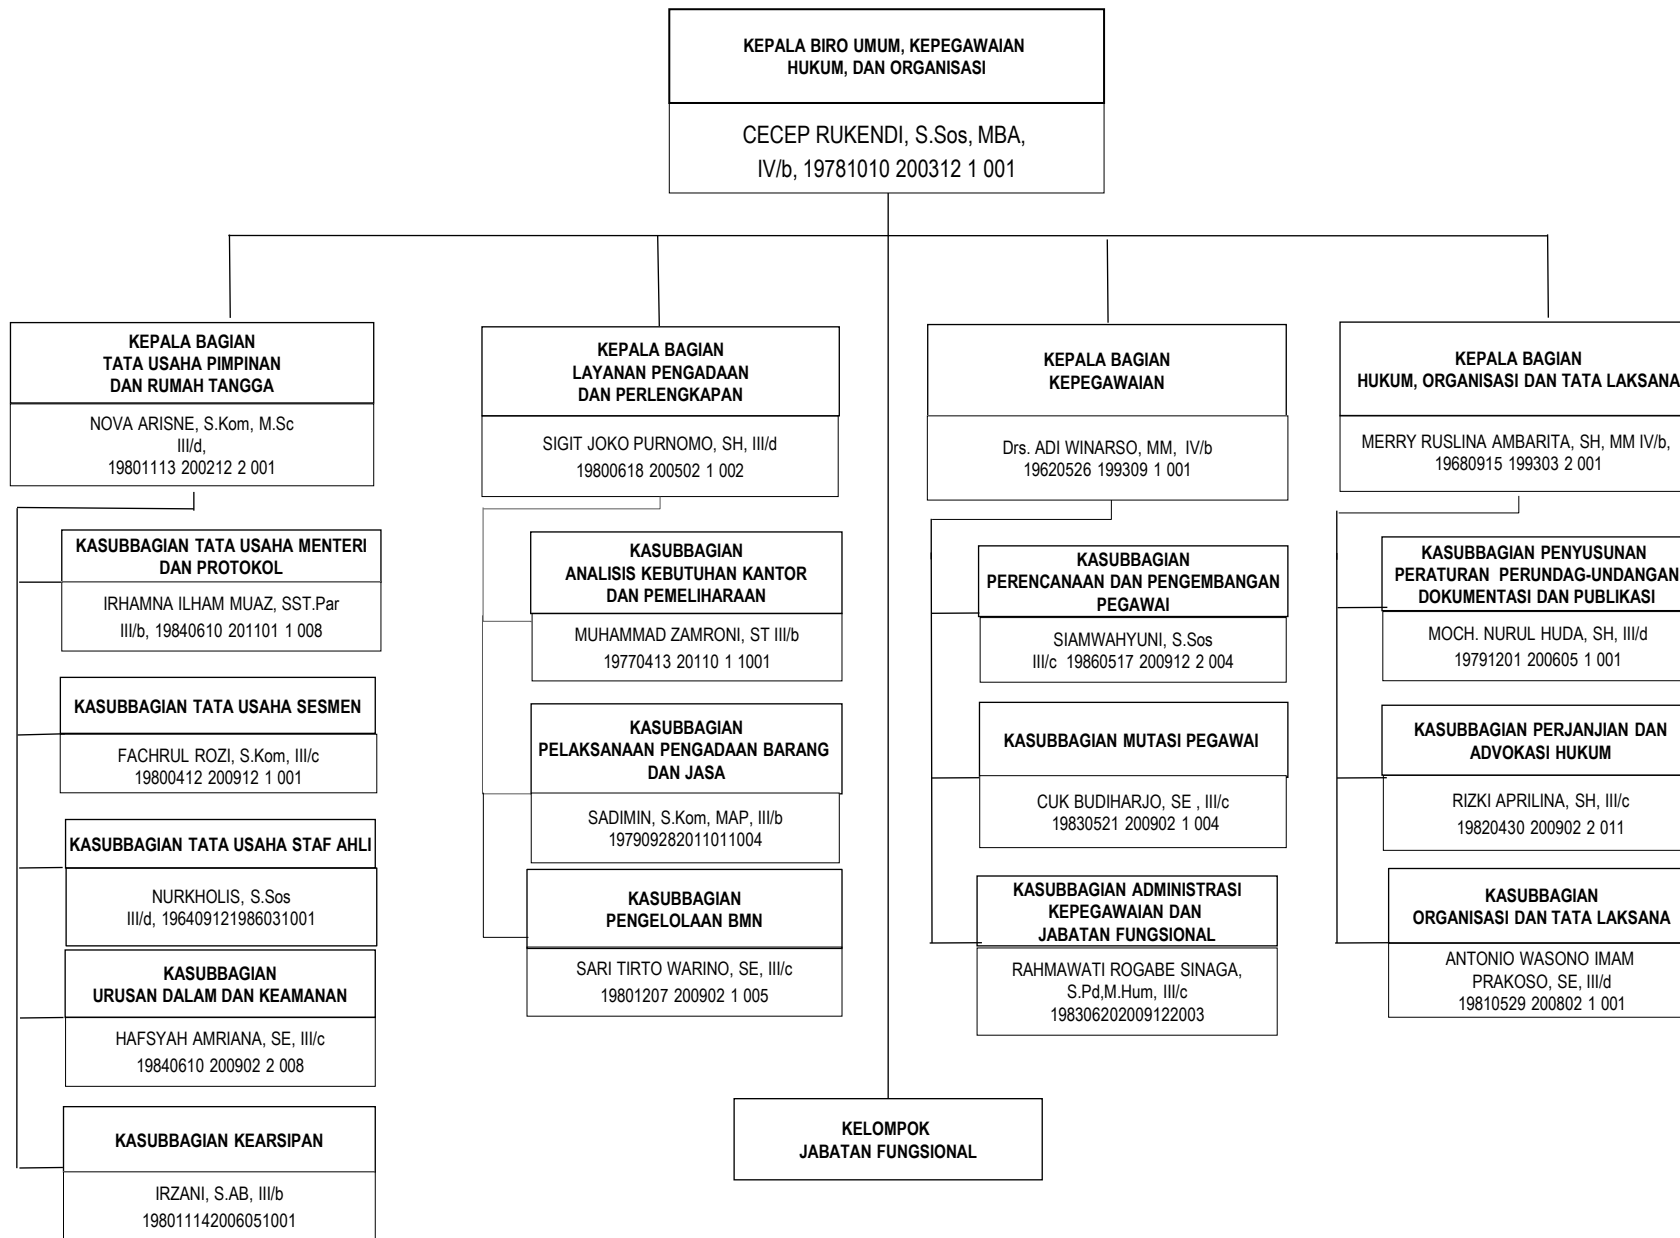 KEPALA BIRO UMUM, KEPEGAWAIAN
HUKUM, DAN ORGANISASI
CECEP RUKENDI, S.Sos, MBA,
IV/b, 19781010 200312 1 001
KEPALA BAGIAN
TATA USAHA PIMPINAN
DAN RUMAH TANGGA
NOVA ARISNE, S.Kom, M.Sc
III/d,
19801113 200212 2 001
KASUBBAGIAN TATA USAHA MENTERI
DAN PROTOKOL
IRHAMNA ILHAM MUAZ, SST.Par
III/b, 19840610 201101 1 008
KASUBBAGIAN TATA USAHA SESMEN
FACHRUL ROZI, S.Kom, III/c
19800412 200912 1 001
KASUBBAGIAN TATA USAHA STAF AHLI
NURKHOLIS, S.Sos
III/d, 196409121986031001
KASUBBAGIAN
URUSAN DALAM DAN KEAMANAN
HAFSYAH AMRIANA, SE, III/c
19840610 200902 2 008
KASUBBAGIAN KEARSIPAN
IRZANI, S.AB, III/b
198011142006051001
KEPALA BAGIAN
LAYANAN PENGADAAN
DAN PERLENGKAPAN
SIGIT JOKO PURNOMO, SH, III/d
19800618 200502 1 002
KASUBBAGIAN
ANALISIS KEBUTUHAN KANTOR
DAN PEMELIHARAAN
MUHAMMAD ZAMRONI, ST III/b
19770413 20110 1 1001
KASUBBAGIAN
PELAKSANAAN PENGADAAN BARANG
DAN JASA
SADIMIN, S.Kom, MAP, III/b
197909282011011004
KASUBBAGIAN
PENGELOLAAN BMN
SARI TIRTO WARINO, SE, III/c
19801207 200902 1 005
KEPALA BAGIAN
KEPEGAWAIAN
Drs. ADI WINARSO, MM, IV/b
19620526 199309 1 001
KASUBBAGIAN
PERENCANAAN DAN PENGEMBANGAN
PEGAWAI
SIAMWAHYUNI, S.Sos
III/c 19860517 200912 2 004
KASUBBAGIAN MUTASI PEGAWAI
CUK BUDIHARJO, SE , III/c
19830521 200902 1 004
KASUBBAGIAN ADMINISTRASI
KEPEGAWAIAN DAN
JABATAN FUNGSIONAL
RAHMAWATI ROGABE SINAGA,
S.Pd,M.Hum, III/c
198306202009122003
KEPALA BAGIAN
HUKUM, ORGANISASI DAN TATA LAKSANA
MERRY RUSLINA AMBARITA, SH, MM IV/b,
19680915 199303 2 001
KASUBBAGIAN PENYUSUNAN
PERATURAN PERUNDAG-UNDANGAN
DOKUMENTASI DAN PUBLIKASI
MOCH. NURUL HUDA, SH, III/d
19791201 200605 1 001
KASUBBAGIAN PERJANJIAN DAN
ADVOKASI HUKUM
RIZKI APRILINA, SH, III/c
19820430 200902 2 011
KASUBBAGIAN
ORGANISASI DAN TATA LAKSANA
ANTONIO WASONO IMAM
PRAKOSO, SE, III/d
19810529 200802 1 001
KELOMPOK
JABATAN FUNGSIONAL